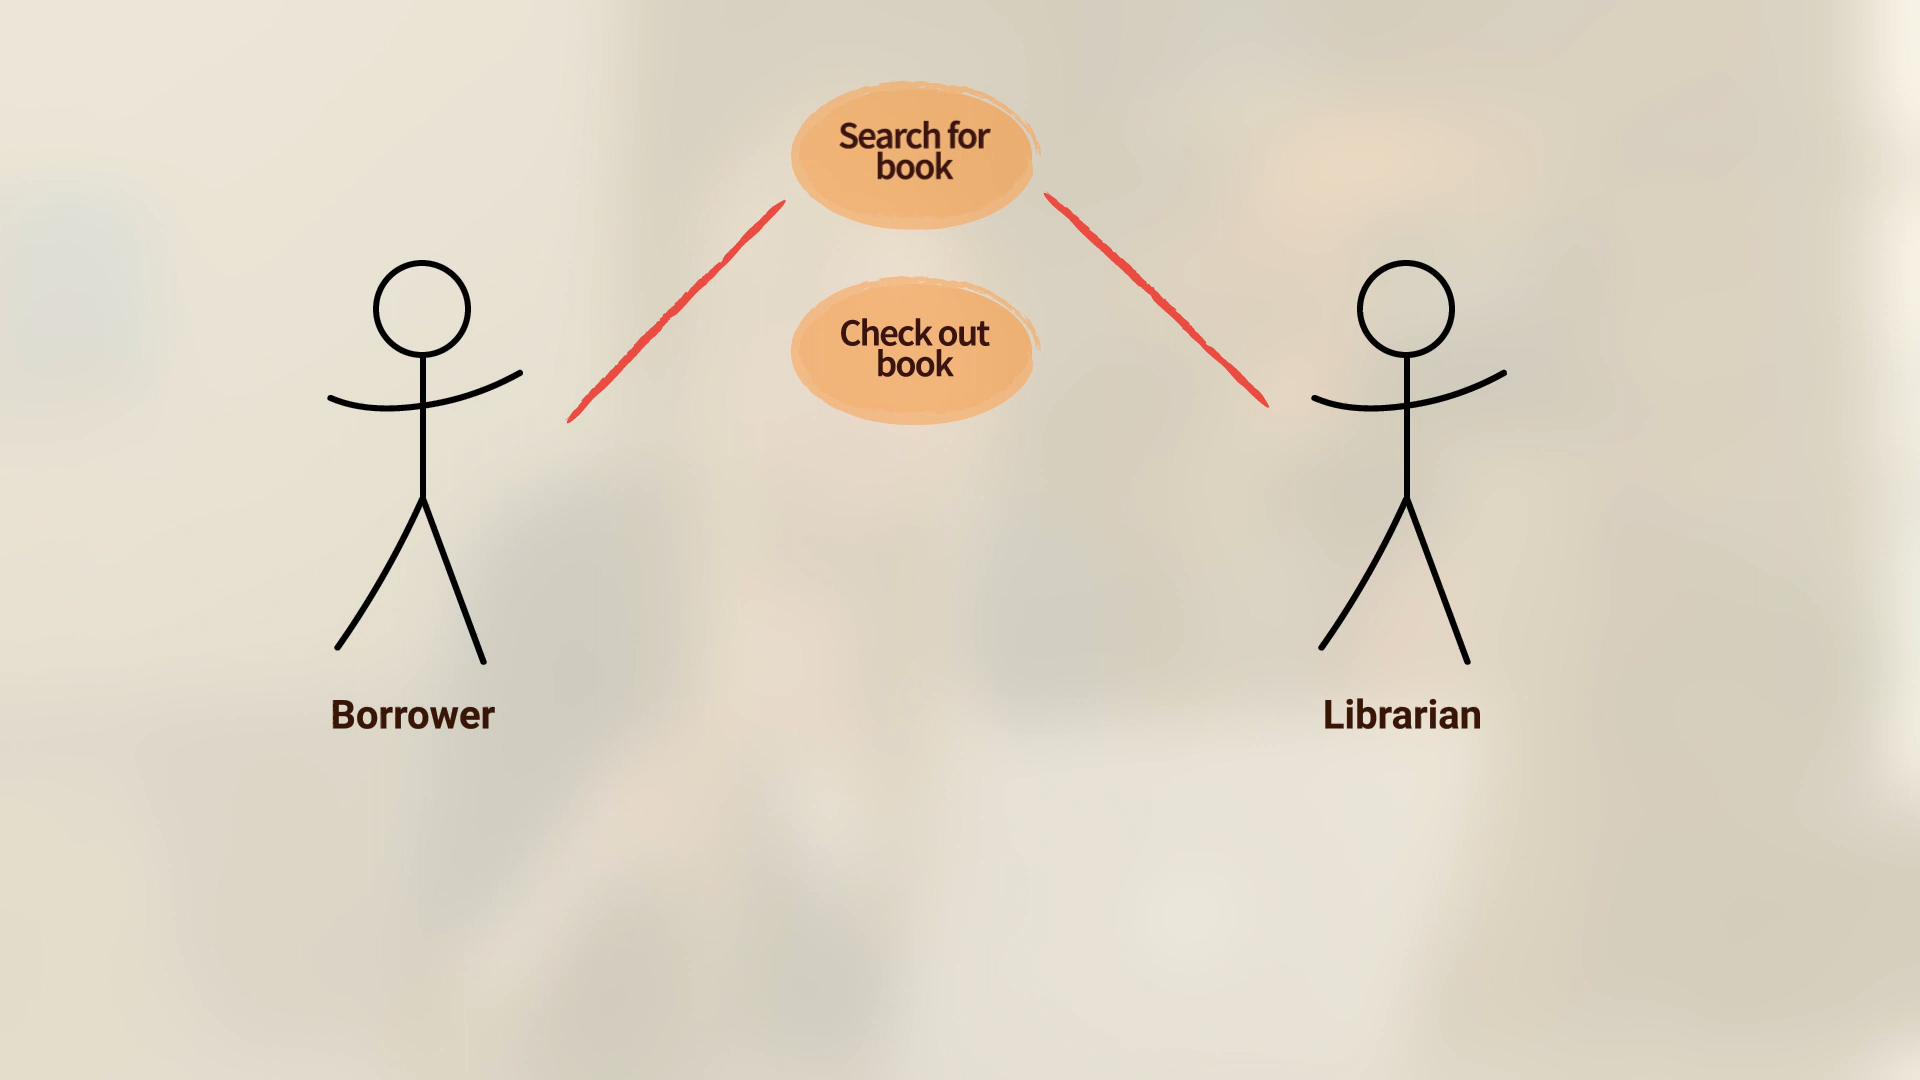 Search for
book
Check out
book
Borrower
Librarian